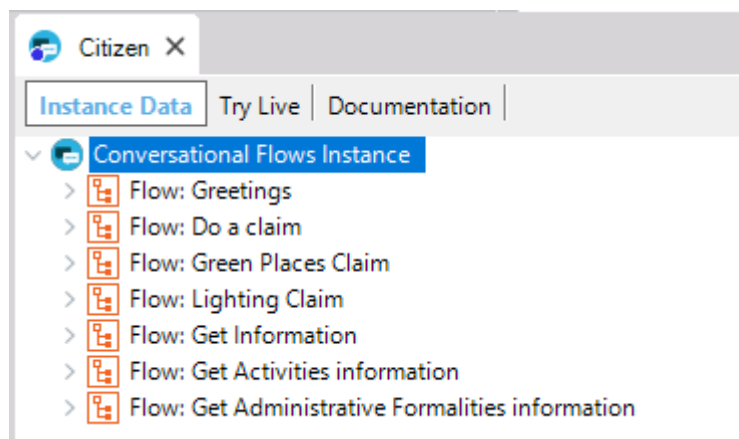 Citizen
Instance Data Try Live Documentation
Conversational Flows Instance
Flow: Greetings
Flow: Do a claim
Flow: Green Places Claim
Flow: Lighting Claim
Flow: Get Information
Flow: Get Activities information
Flow: Get Administrative Formalities information